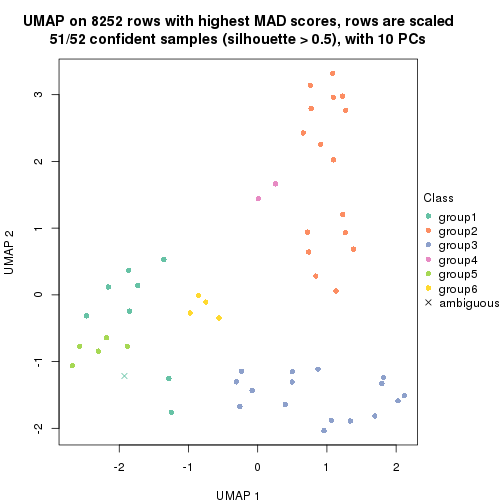 UMAP on 8252 rows with highest MAD scores, rows are scaled
51/52 confident samples (silhouette > 0.5), with 10 PCs
3
2
1
0
-1
-2
UMAP 2
-2 -1 0 1 2
UMAP 1
Class
group1
group2
group3
group4
group5
group6
ambiguous